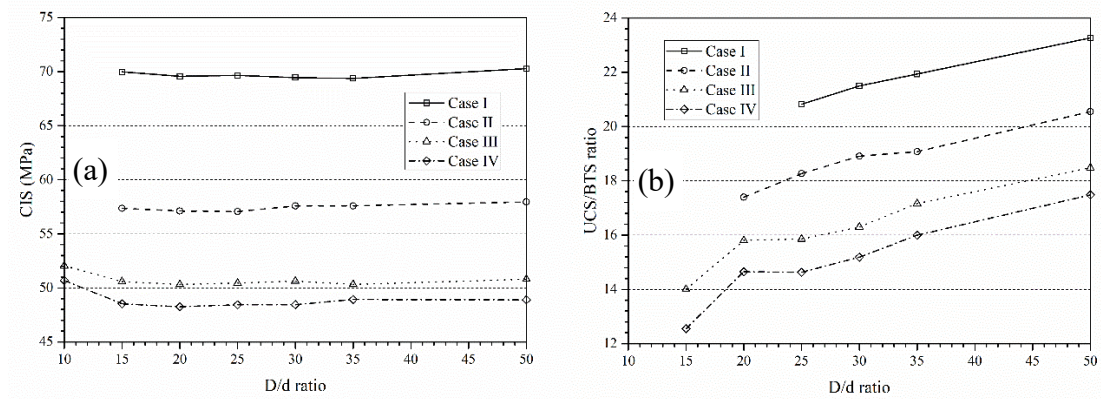 75
70
65
60
55
50
45
CIS (MPa)
(a)
Case I
Case II
Case III
Case IV
10 15 20 25 30 35 40 45 50
D/d ratio
24
22
20
18
16
14
12
UCS/BTS ratio
(b)
Case I
Case II
Case III
Case IV
10 15 20 25 30 35 40 45 50
D/d ratio